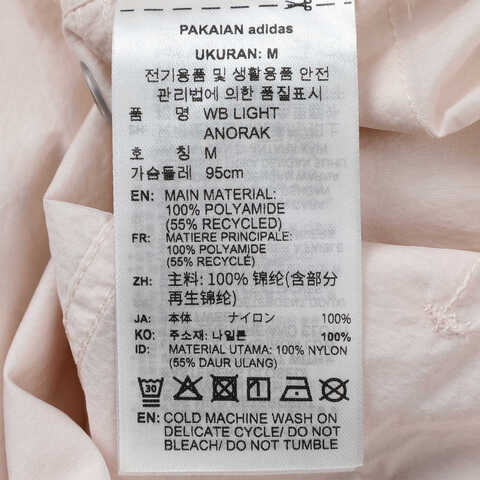 PAKAIAN adidas
UKURAN: M
전기용품 및 생활용품 안전
관리법에 의한 품질표시
품 명 WB LIGHT
ANORAK
호 칭 M
가슴둘레 95cm
EN: MAIN MATERIAL:
100% POLYAMIDE
(55% RECYCLED)
FR: MATIERE PRINCIPALE:
100% POLYAMIDE
(55% RECYCLÉ)
ZH: 主料: 100% 锦纶(含部分
再生锦纶)
JA: 本体 ナイロン 100%
KO: 주소재: 나일론 100%
ID: MATERIAL UTAMA: 100% NYLON
(55% DAUR ULANG)
30
EN: COLD MACHINE WASH ON
DELICATE CYCLE/ DO NOT
BLEACH/ DO NOT TUMBLE